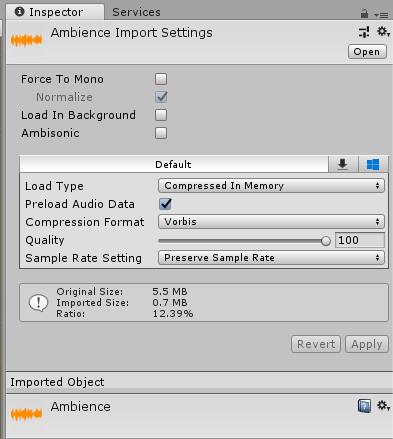 Inspector Services
Ambience Import Settings
Open
Force To Mono
Normalize
Load In Background
Ambisonic
Default
Load Type Compressed In Memory
Preload Audio Data
Compression Format Vorbis
Quality 100
Sample Rate Setting Preserve Sample Rate
Original Size: 5.5 MB
Imported Size: 0.7 MB
Ratio: 12.39%
Revert Apply
Imported Object
Ambience